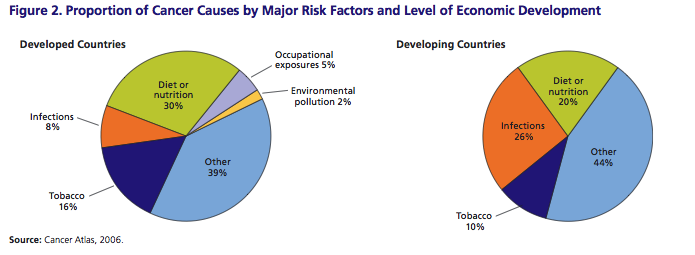 Figure 2. Proportion of Cancer Causes by Major Risk Factors and Level of Economic Development
Developed Countries
Occupational
exposures 5%
Environmental
pollution 2%
Diet or
nutrition
30%
Infections
8%
Other
39%
Tobacco
16%
Developing Countries
Diet or
nutrition
20%
Infections
26%
Other
44%
Tobacco
10%
Source: Cancer Atlas, 2006.